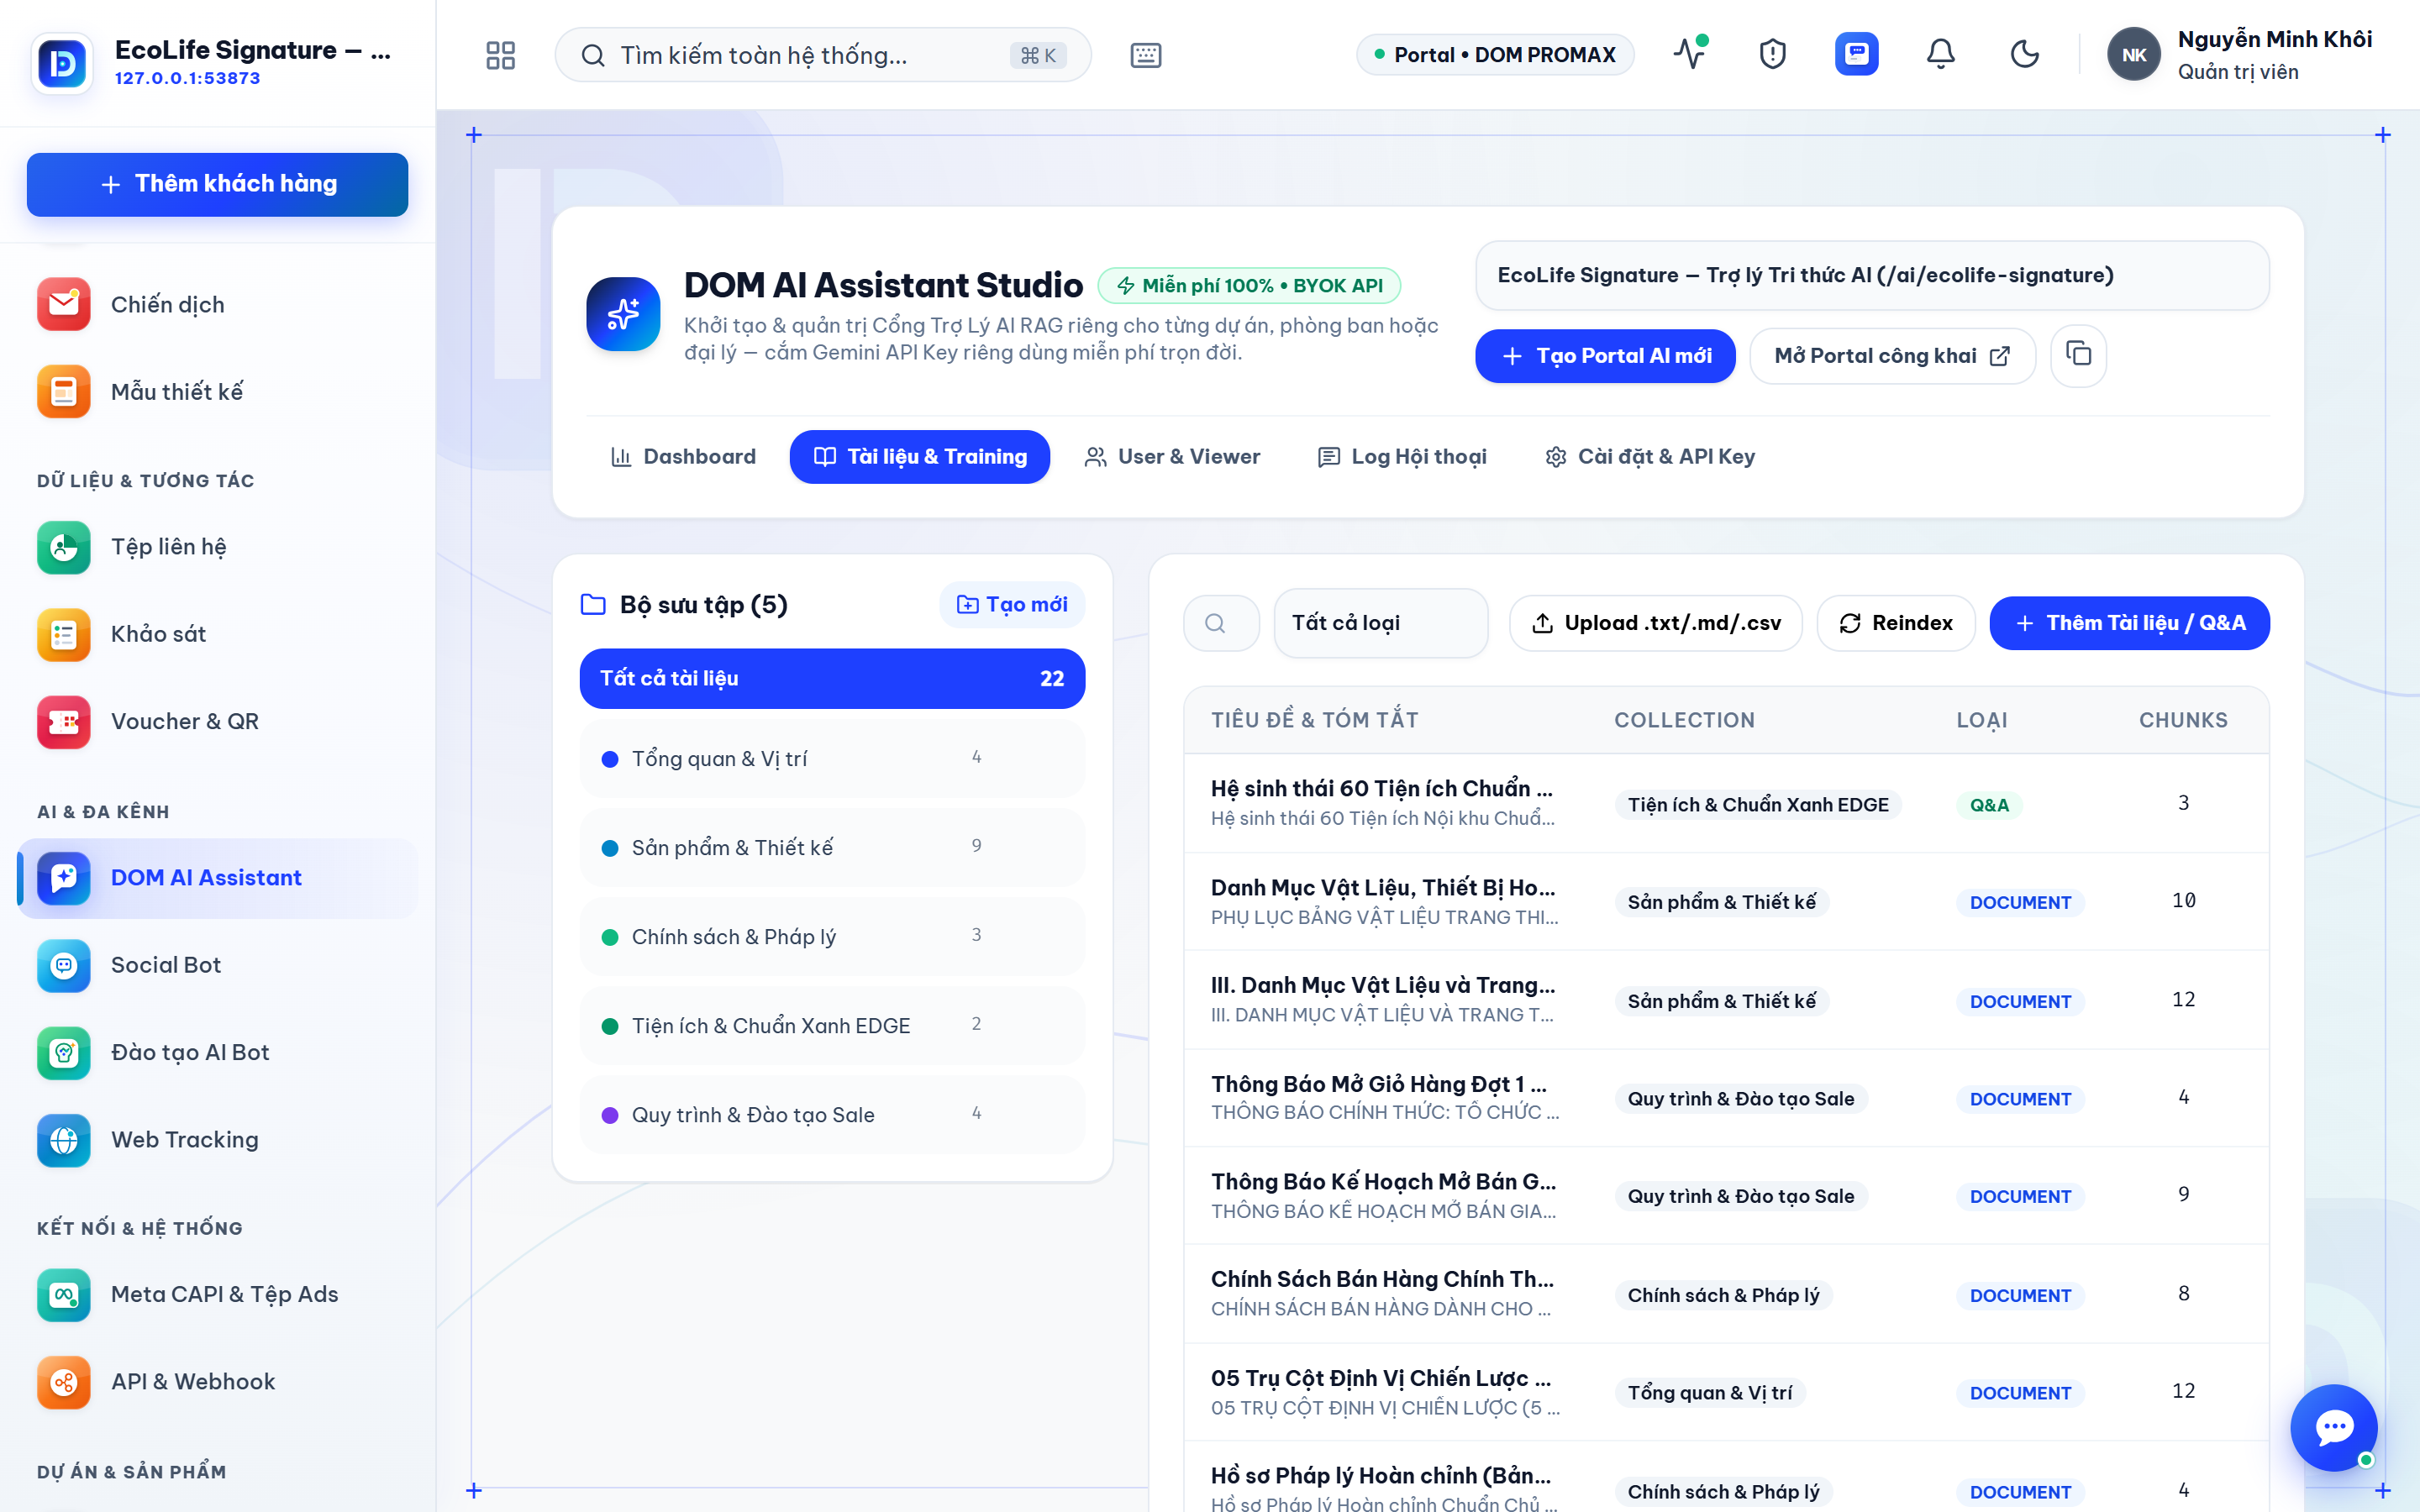 EcoLife Signature — ...
127.0.0.1:53873
Tìm kiếm toàn hệ thống...
⌘ K
Portal • DOM PROMAX
NK
Nguyễn Minh Khôi
Quản trị viên
Thêm khách hàng
Chiến dịch
Mẫu thiết kế
DỮ LIỆU & TƯƠNG TÁC
Tệp liên hệ
Khảo sát
Voucher & QR
AI & ĐA KÊNH
DOM AI Assistant
Social Bot
Đào tạo AI Bot
Web Tracking
KẾT NỐI & HỆ THỐNG
Meta CAPI & Tệp Ads
API & Webhook
DỰ ÁN & SẢN PHẨM
DOM AI Assistant Studio
Miễn phí 100% • BYOK API
Khởi tạo & quản trị Cổng Trợ Lý AI RAG riêng cho từng dự án, phòng ban hoặc
đại lý — cắm Gemini API Key riêng dùng miễn phí trọn đời.
EcoLife Signature — Trợ lý Tri thức AI (/ai/ecolife-signature)
Tạo Portal AI mới
Mở Portal công khai
Dashboard
Tài liệu & Training
User & Viewer
Log Hội thoại
Cài đặt & API Key
Bộ sưu tập (5)
Tạo mới
Tất cả tài liệu 22
Tổng quan & Vị trí 4
Sản phẩm & Thiết kế 9
Chính sách & Pháp lý 3
Tiện ích & Chuẩn Xanh EDGE 2
Quy trình & Đào tạo Sale 4
Tất cả loại
Upload .txt/.md/.csv
Reindex
Thêm Tài liệu / Q&A
TIÊU ĐỀ & TÓM TẮT COLLECTION LOẠI CHUNKS
Hệ sinh thái 60 Tiện ích Chuẩn ...
Hệ sinh thái 60 Tiện ích Nội khu Chuẩ...
Tiện ích & Chuẩn Xanh EDGE Q&A 3
Danh Mục Vật Liệu, Thiết Bị Ho...
PHỤ LỤC BẢNG VẬT LIỆU TRANG THI...
Sản phẩm & Thiết kế DOCUMENT 10
III. Danh Mục Vật Liệu và Trang...
III. DANH MỤC VẬT LIỆU VÀ TRANG T...
Sản phẩm & Thiết kế DOCUMENT 12
Thông Báo Mở Giỏ Hàng Đợt 1 ...
THÔNG BÁO CHÍNH THỨC: TỔ CHỨC ...
Quy trình & Đào tạo Sale DOCUMENT 4
Thông Báo Kế Hoạch Mở Bán G...
THÔNG BÁO KẾ HOẠCH MỞ BÁN GIA...
Quy trình & Đào tạo Sale DOCUMENT 9
Chính Sách Bán Hàng Chính Th...
CHÍNH SÁCH BÁN HÀNG DÀNH CHO ...
Chính sách & Pháp lý DOCUMENT 8
05 Trụ Cột Định Vị Chiến Lược ...
05 TRỤ CỘT ĐỊNH VỊ CHIẾN LƯỢC (5 ...
Tổng quan & Vị trí DOCUMENT 12
Hồ sơ Pháp lý Hoàn chỉnh (Bản...
Hồ sơ Pháp lý Hoàn chỉnh Chuẩn Chủ ...
Chính sách & Pháp lý DOCUMENT 4